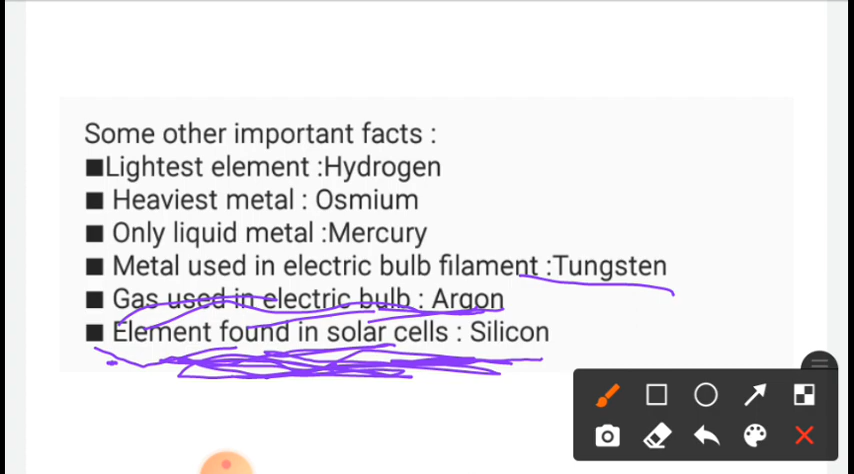 Some other important facts :
■Lightest element :Hydrogen
■ Heaviest metal : Osmium
■ Only liquid metal :Mercury
■ Metal used in electric bulb filament :Tungsten
■ Gas used in electric bulb : Argon
■ Element found in solar cells : Silicon